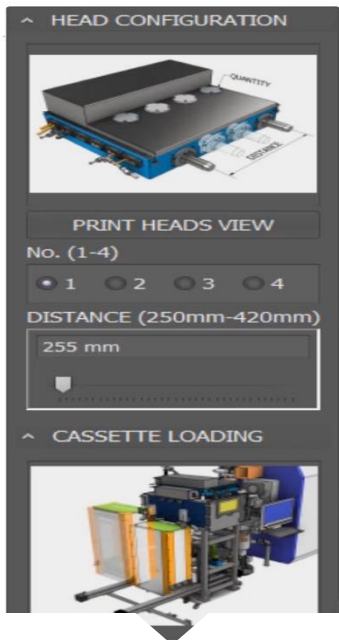 HEAD CONFIGURATION
QUANTITY
DISTANCE
PRINT HEADS VIEW
No. (1-4)
1 2 3 4
DISTANCE (250mm-420mm)
255 mm
CASSETTE LOADING